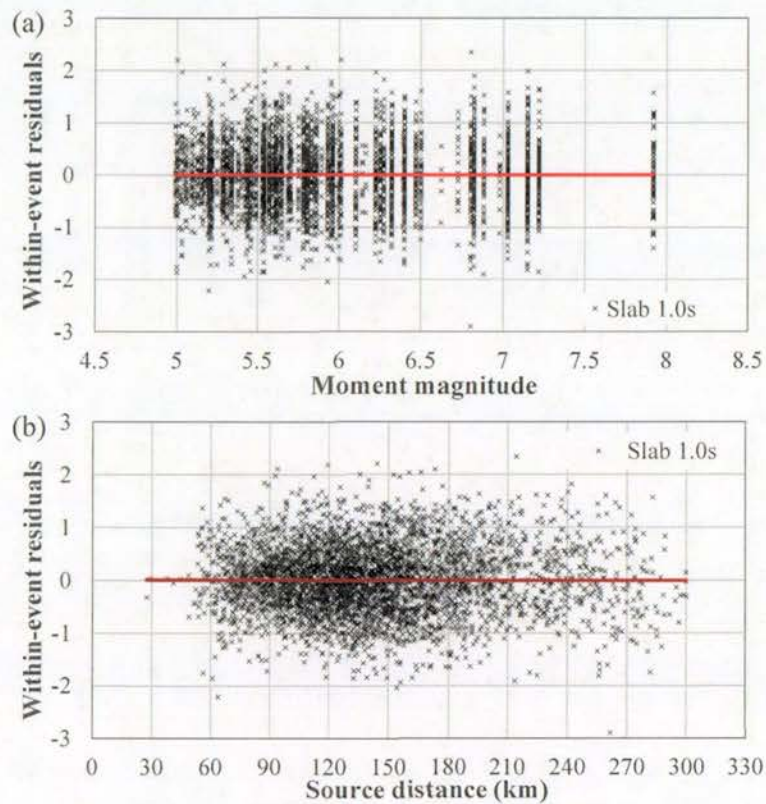 (a)
3
2
1
0
-1
-2
-3
Within-event residuals
× Slab 1.0s
4.5 5 5.5 6 6.5 7 7.5 8 8.5
Moment magnitude
(b)
3
2
1
0
-1
-2
-3
Within-event residuals
× Slab 1.0s
0 30 60 90 120 150 180 210 240 270 300 330
Source distance (km)